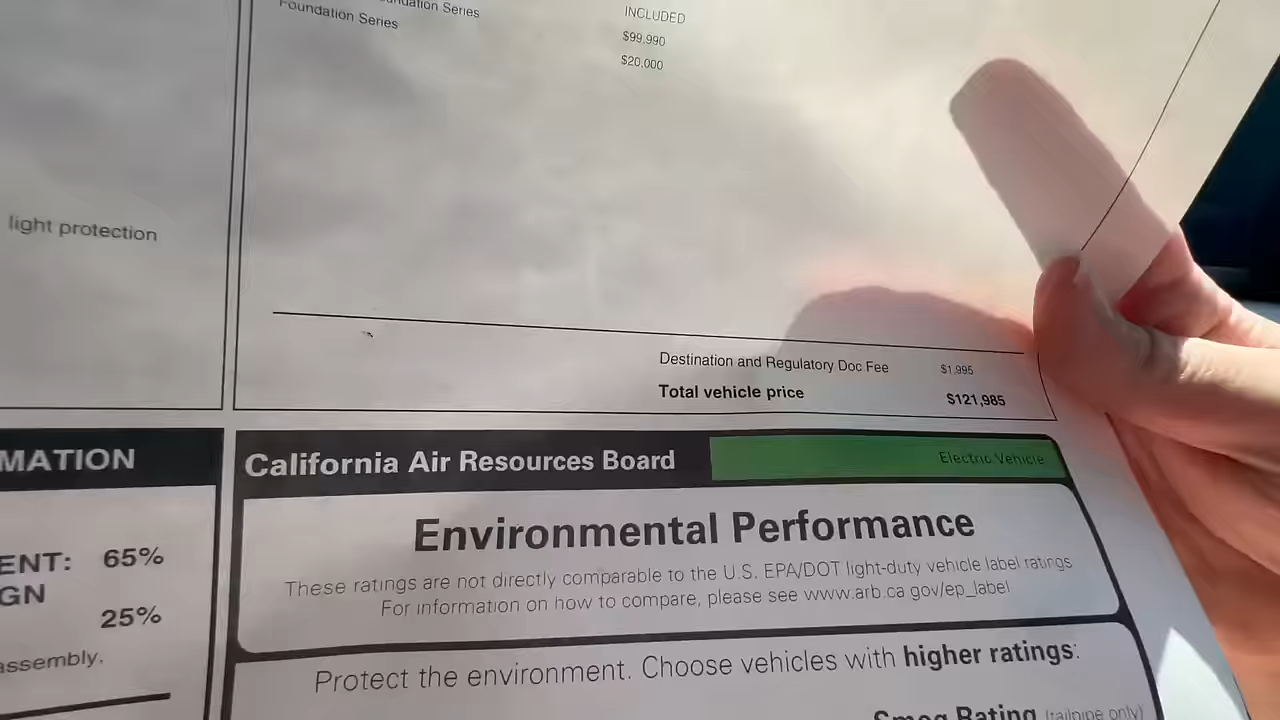 Foundation Series
Foundation Series
INCLUDED
$99,990
$20,000
light protection
Destination and Regulatory Doc Fee $1,995
Total vehicle price $121,985
MATION
ENT: 65%
GN
25%
assembly.
California Air Resources Board
Electric Vehicle
Environmental Performance
These ratings are not directly comparable to the U.S. EPA/DOT light-duty vehicle label ratings
For information on how to compare, please see www.arb.ca.gov/ep_label
Protect the environment. Choose vehicles with higher ratings:
Smog Rating (tailpipe only)